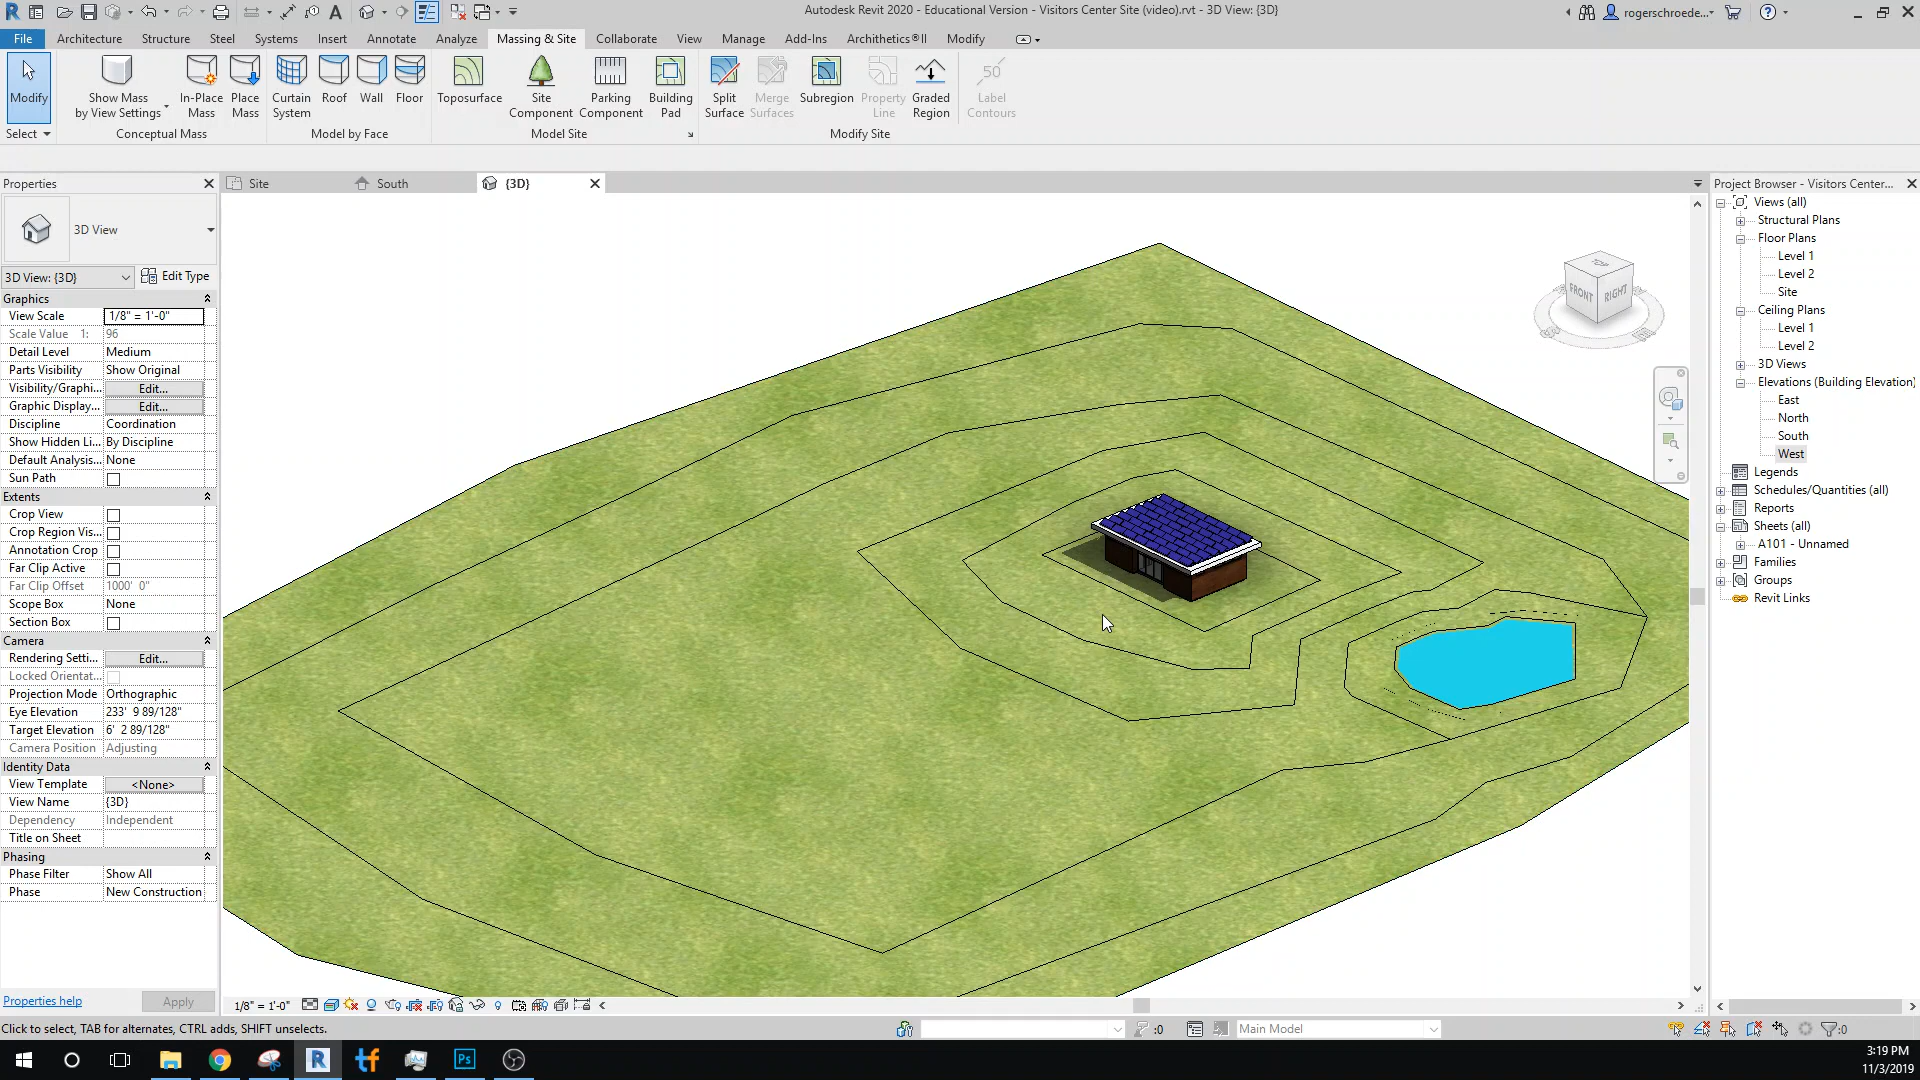 Autodesk Revit 2020 - Educational Version - Visitors Center Site (video).rvt - 3D View: {3D}
rogerschroede...
File Architecture Structure Steel Systems Insert Annotate Analyze Massing & Site Collaborate View Manage Add-Ins Archithetics®II Modify
Modify
Show Mass
by View Settings
In-Place
Mass
Place
Mass
Curtain
System
Roof
Wall
Floor
Toposurface
Site
Component
Parking
Component
Building
Pad
Split
Surface
Merge
Surfaces
Subregion
Property
Line
Graded
Region
50
Label
Contours
Select
Conceptual Mass
Model by Face
Model Site
Modify Site
Properties
3D View
3D View: {3D}
Edit Type
Graphics
View Scale 1/8" = 1'-0"
Scale Value 1: 96
Detail Level Medium
Parts Visibility Show Original
Visibility/Graphi... Edit...
Graphic Display... Edit...
Discipline Coordination
Show Hidden Li... By Discipline
Default Analysis... None
Sun Path
Extents
Crop View
Crop Region Vis...
Annotation Crop
Far Clip Active
Far Clip Offset 1000' 0"
Scope Box None
Section Box
Camera
Rendering Setti... Edit...
Locked Orientat...
Projection Mode Orthographic
Eye Elevation 233' 9 89/128"
Target Elevation 6' 2 89/128"
Camera Position Adjusting
Identity Data
View Template <None>
View Name {3D}
Dependency Independent
Title on Sheet
Phasing
Phase Filter Show All
Phase New Construction
Properties help
Apply
Site
South
{3D}
TOP
FRONT
RIGHT
1/8" = 1'-0"
Project Browser - Visitors Center...
Views (all)
Structural Plans
Floor Plans
Level 1
Level 2
Site
Ceiling Plans
Level 1
Level 2
3D Views
Elevations (Building Elevation)
East
North
South
West
Legends
Schedules/Quantities (all)
Reports
Sheets (all)
A101 - Unnamed
Families
Groups
Revit Links
Click to select, TAB for alternates, CTRL adds, SHIFT unselects.
:0
Main Model
:0
3:19 PM
11/3/2019